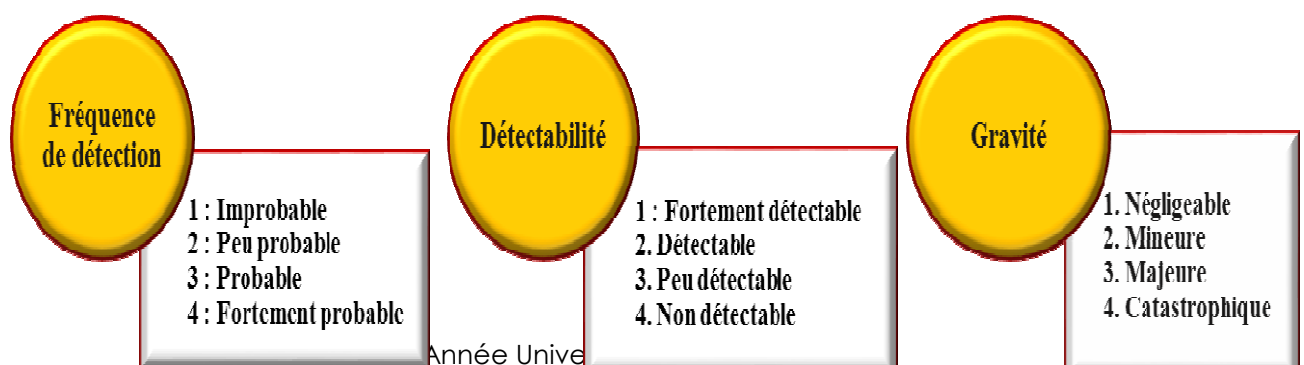 Fréquence
de détection
1 : Improbable
2 : Peu probable
3 : Probable
4 : Fortement probable
Détectabilité
1 : Fortement détectable
2. Détectable
3. Peu détectable
4. Non détectable
Gravité
1. Négligeable
2. Mineure
3. Majeure
4. Catastrophique
Année Unive